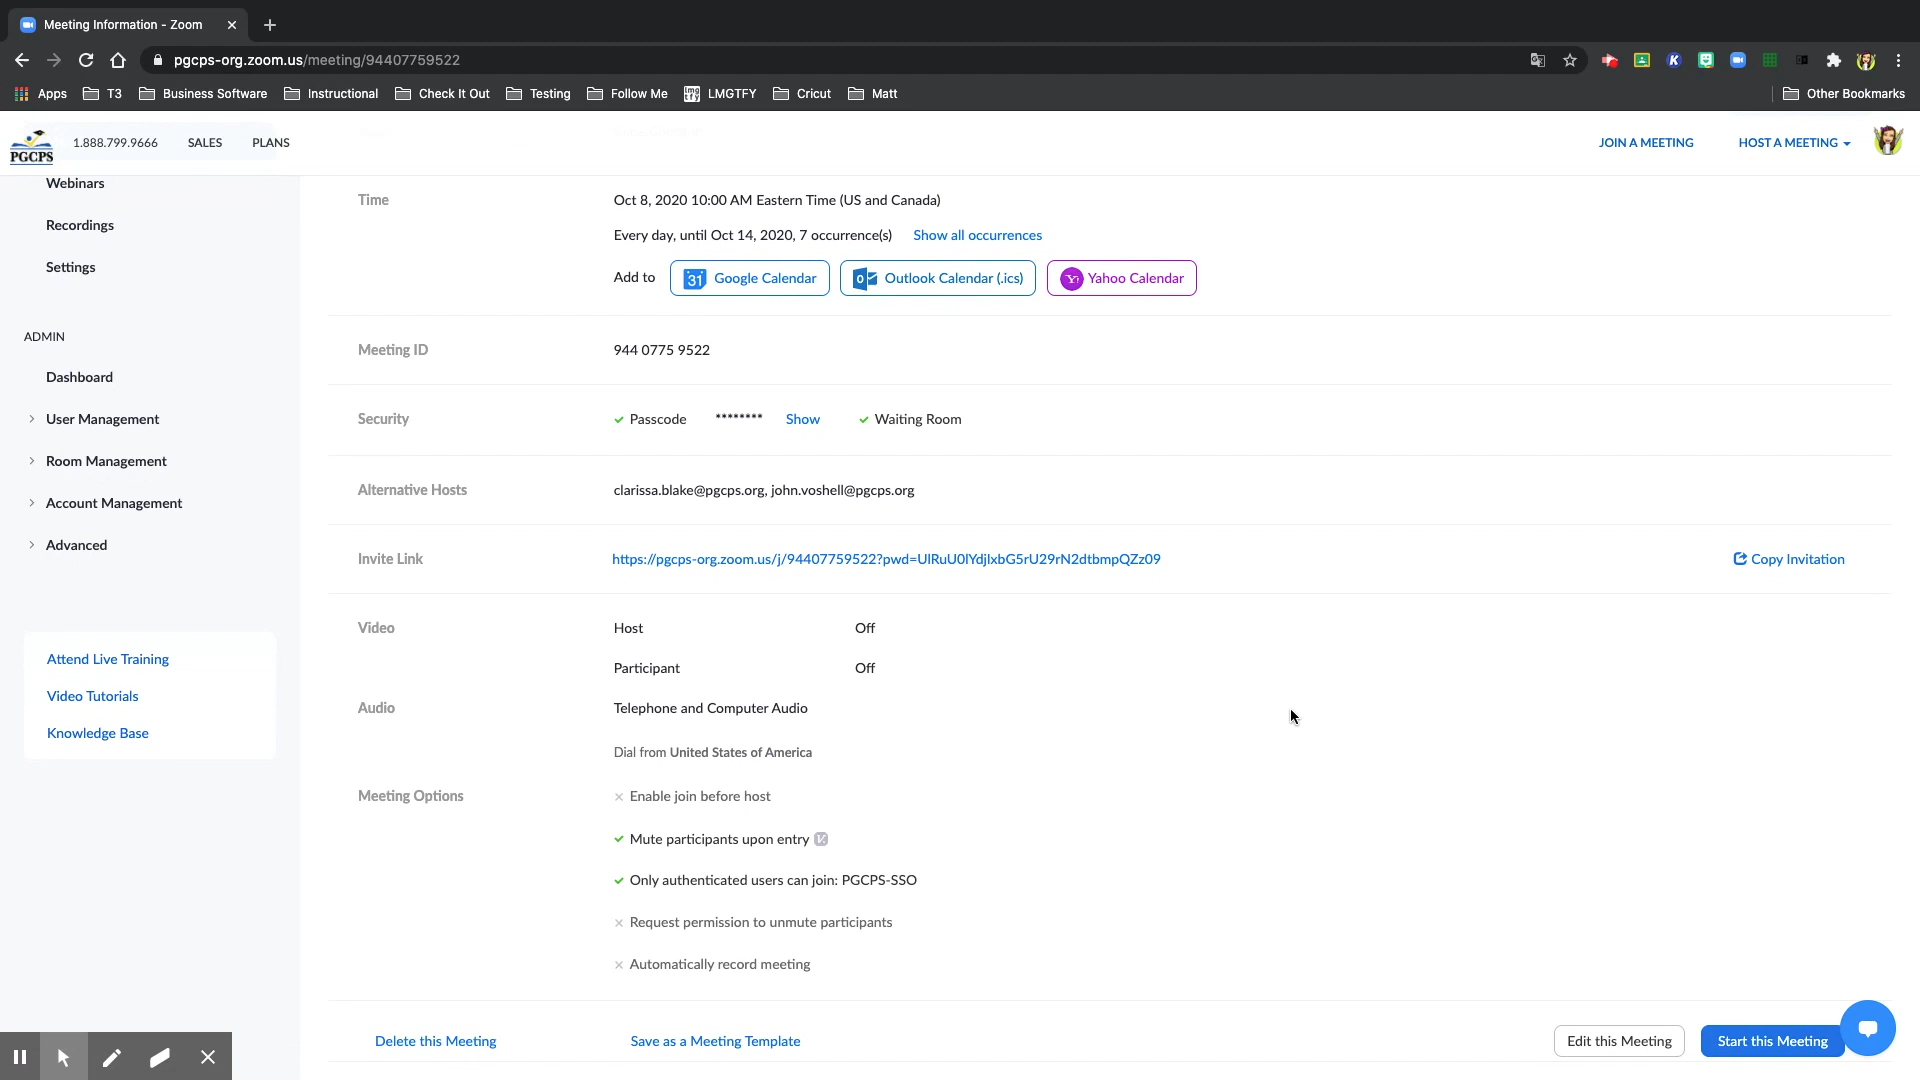 Meeting Information - Zoom
pgcps-org.zoom.us/meeting/94407759522
Apps T3 Business Software Instructional Check It Out Testing Follow Me LMGTFY Cricut Matt Other Bookmarks
PGCPS 1.888.799.9666 SALES PLANS JOIN A MEETING HOST A MEETING
Webinars
Recordings
Settings
ADMIN
Dashboard
User Management
Room Management
Account Management
Advanced
Attend Live Training
Video Tutorials
Knowledge Base
Time Oct 8, 2020 10:00 AM Eastern Time (US and Canada)
Every day, until Oct 14, 2020, 7 occurrence(s) Show all occurrences
Add to 31 Google Calendar Outlook Calendar (.ics) Yahoo Calendar
Meeting ID 944 0775 9522
Security Passcode ******** Show Waiting Room
Alternative Hosts clarissa.blake@pgcps.org, john.voshell@pgcps.org
Invite Link https://pgcps-org.zoom.us/j/94407759522?pwd=UlRuU0lYdjlxbG5rU29rN2dtbmpQZz09 Copy Invitation
Video Host Off
Participant Off
Audio Telephone and Computer Audio
Dial from United States of America
Meeting Options Enable join before host
Mute participants upon entry
Only authenticated users can join: PGCPS-SSO
Request permission to unmute participants
Automatically record meeting
Delete this Meeting Save as a Meeting Template Edit this Meeting Start this Meeting